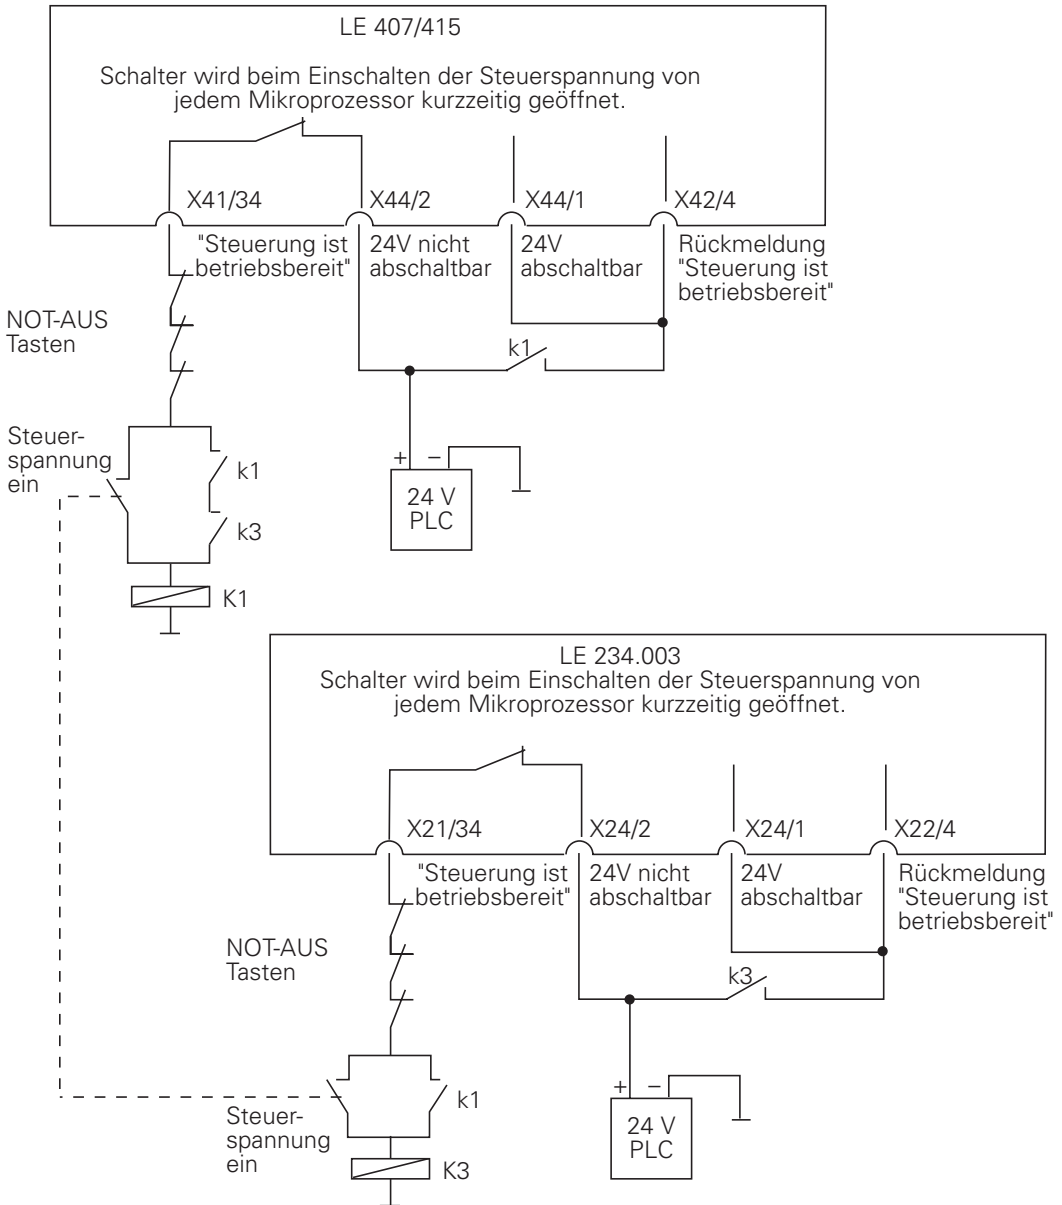 LE 407/415
Schalter wird beim Einschalten der Steuerspannung von
jedem Mikroprozessor kurzzeitig geöffnet.
X41/34
X44/2
X44/1
X42/4
"Steuerung ist
betriebsbereit"
24V nicht
abschaltbar
24V
abschaltbar
Rückmeldung
"Steuerung ist
betriebsbereit"
NOT-AUS
Tasten
k1
Steuer-
spannung
ein
k1
k3
K1
+ –
24 V
PLC
LE 234.003
Schalter wird beim Einschalten der Steuerspannung von
jedem Mikroprozessor kurzzeitig geöffnet.
X21/34
X24/2
X24/1
X22/4
"Steuerung ist
betriebsbereit"
24V nicht
abschaltbar
24V
abschaltbar
Rückmeldung
"Steuerung ist
betriebsbereit"
NOT-AUS
Tasten
k3
Steuer-
spannung
ein
k1
K3
+ –
24 V
PLC